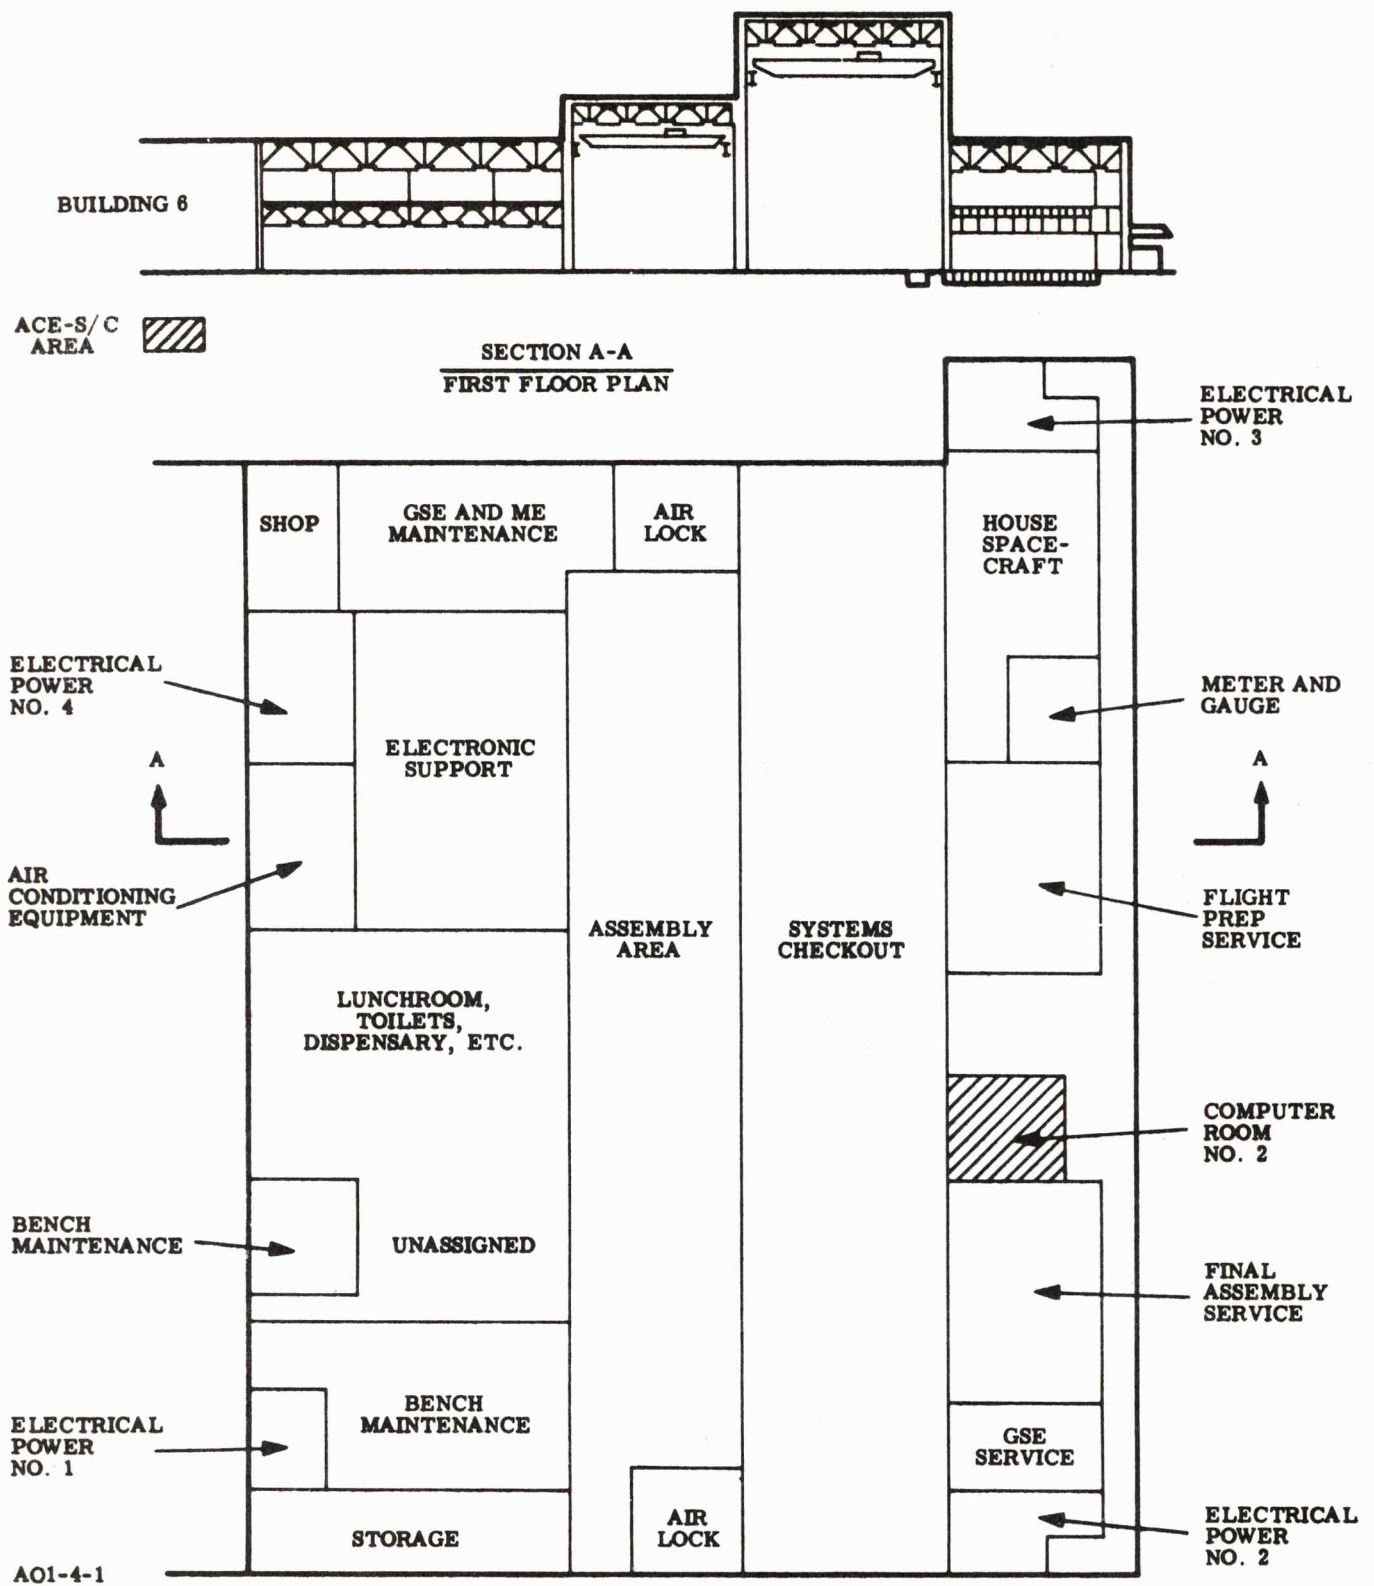 BUILDING 6
ACE-S/C
AREA
SECTION A-A
FIRST FLOOR PLAN
ELECTRICAL
POWER
NO. 3
SHOP
GSE AND ME
MAINTENANCE
AIR
LOCK
HOUSE
SPACE-
CRAFT
ELECTRICAL
POWER
NO. 4
ELECTRONIC
SUPPORT
METER AND
GAUGE
A
A
AIR
CONDITIONING
EQUIPMENT
ASSEMBLY
AREA
SYSTEMS
CHECKOUT
FLIGHT
PREP
SERVICE
LUNCHROOM,
TOILETS,
DISPENSARY, ETC.
COMPUTER
ROOM
NO. 2
BENCH
MAINTENANCE
UNASSIGNED
FINAL
ASSEMBLY
SERVICE
BENCH
MAINTENANCE
ELECTRICAL
POWER
NO. 1
GSE
SERVICE
STORAGE
AIR
LOCK
ELECTRICAL
POWER
NO. 2
A01-4-1